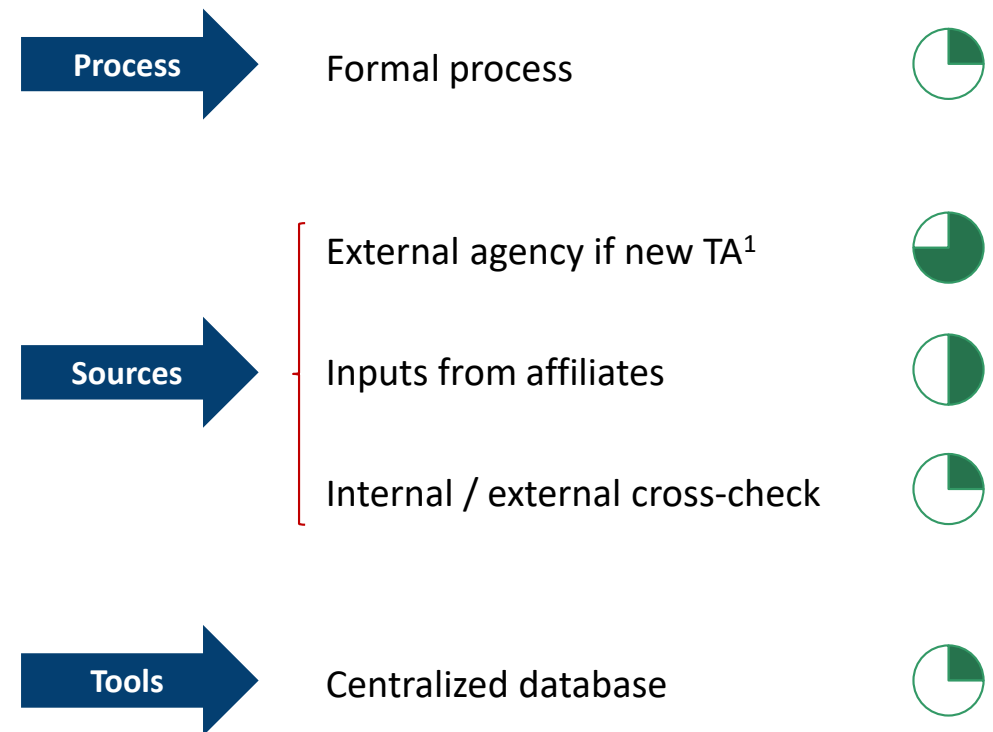 Process
Formal process
External agency if new TA¹
Sources
Inputs from affiliates
Internal / external cross-check
Tools
Centralized database